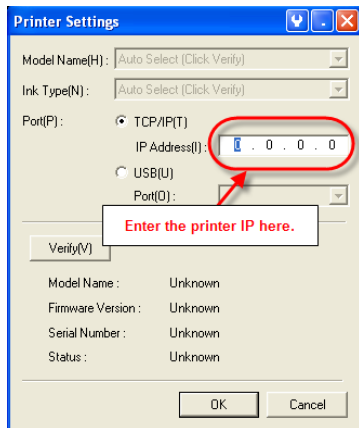 Printer Settings
Model Name(H) : Auto Select (Click Verify)
Ink Type(N) : Auto Select (Click Verify)
Port(P) : TCP/IP(T)
IP Address(I) : 0 . 0 . 0 . 0
USB(U)
Port(O) :
Enter the printer IP here.
Verify(V)
Model Name : Unknown
Firmware Version : Unknown
Serial Number : Unknown
Status : Unknown
OK Cancel